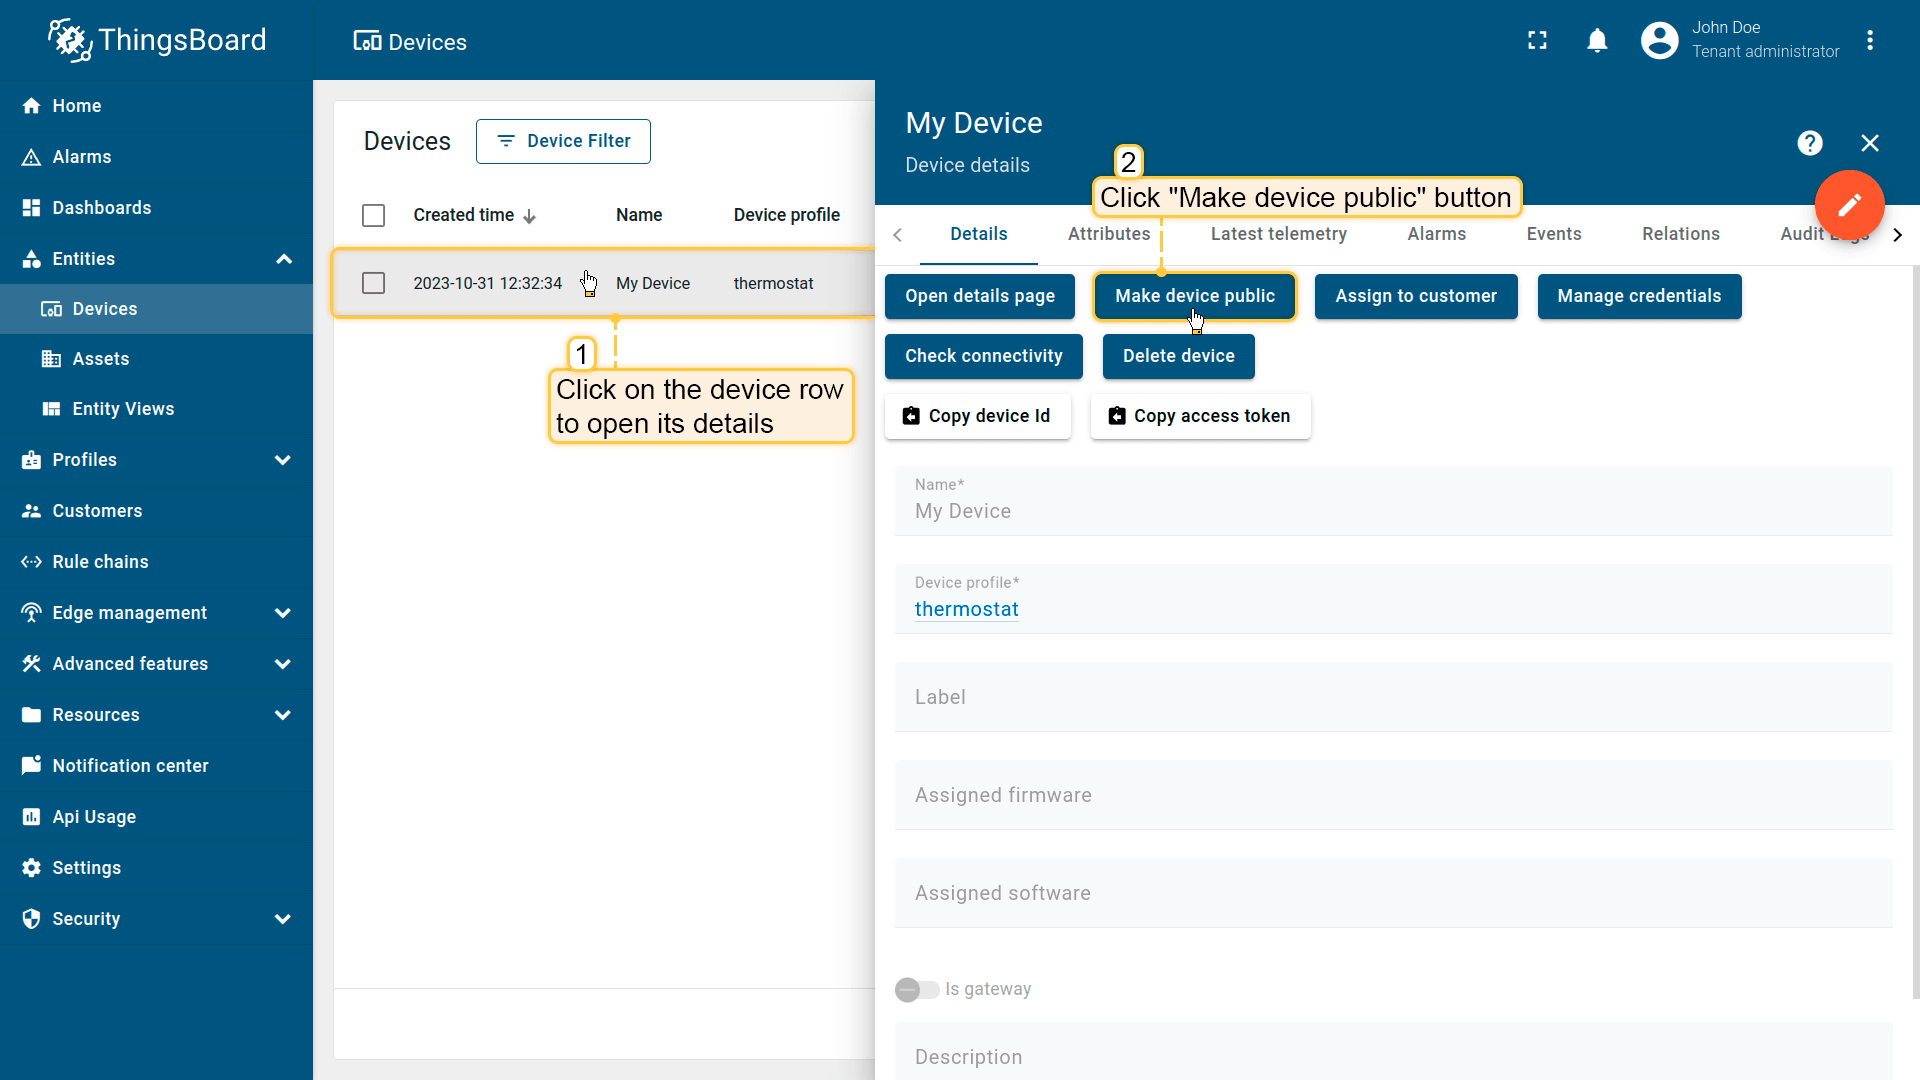 ThingsBoard
Devices
John Doe
Tenant administrator
Home
Alarms
Dashboards
Entities
Devices
Assets
Entity Views
Profiles
Customers
Rule chains
Edge management
Advanced features
Resources
Notification center
Api Usage
Settings
Security
Devices
Device Filter
Created time
Name
Device profile
2023-10-31 12:32:34
My Device
thermostat
1
Click on the device row
to open its details
My Device
Device details
2
Click "Make device public" button
Details
Attributes
Latest telemetry
Alarms
Events
Relations
Audit Logs
Open details page
Make device public
Assign to customer
Manage credentials
Check connectivity
Delete device
Copy device Id
Copy access token
Name*
My Device
Device profile*
thermostat
Label
Assigned firmware
Assigned software
Is gateway
Description